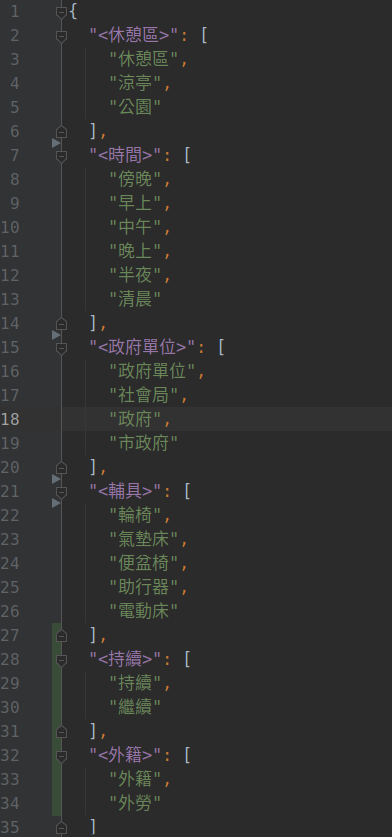 1 {
2 "<休憩區>": [
3 "休憩區",
4 "涼亭",
5 "公園"
6 ],
7 "<時間>": [
8 "傍晚",
9 "早上",
10 "中午",
11 "晚上",
12 "半夜",
13 "清晨"
14 ],
15 "<政府單位>": [
16 "政府單位",
17 "社會局",
18 "政府",
19 "市政府"
20 ],
21 "<輔具>": [
22 "輪椅",
23 "氣墊床",
24 "便盆椅",
25 "助行器",
26 "電動床"
27 ],
28 "<持續>": [
29 "持續",
30 "繼續"
31 ],
32 "<外籍>": [
33 "外籍",
34 "外勞"
35 ]